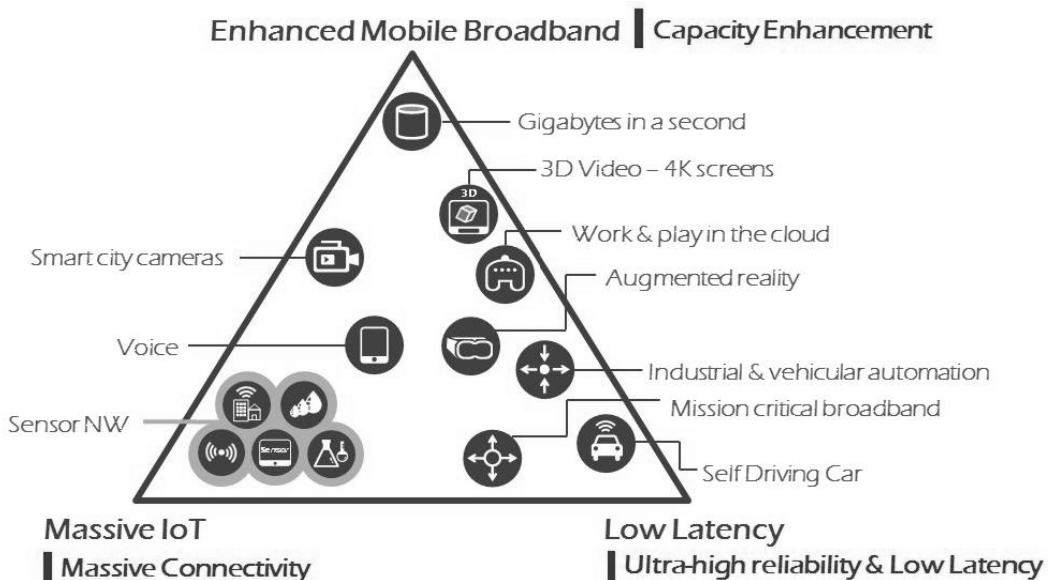 Enhanced Mobile Broadband
Capacity Enhancement
Gigabytes in a second
3D Video – 4K screens
3D
Work & play in the cloud
Smart city cameras
Augmented reality
Voice
Industrial & vehicular automation
Mission critical broadband
Sensor NW
Sensor
Self Driving Car
Massive IoT
Low Latency
Massive Connectivity
Ultra-high reliability & Low Latency